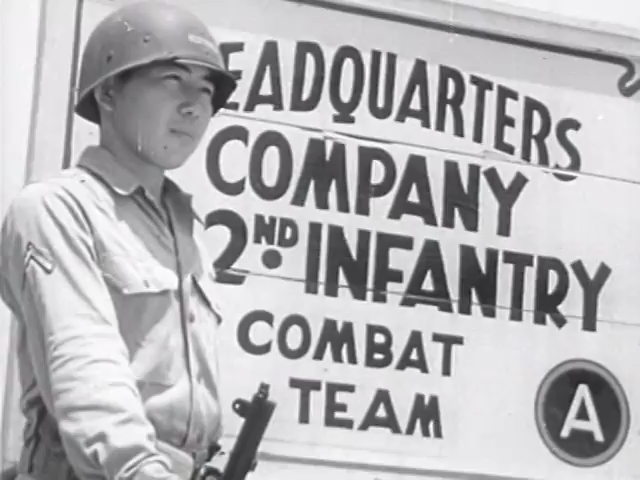 EADQUARTERS
COMPANY
2ND. INFANTRY
COMBAT
TEAM
A